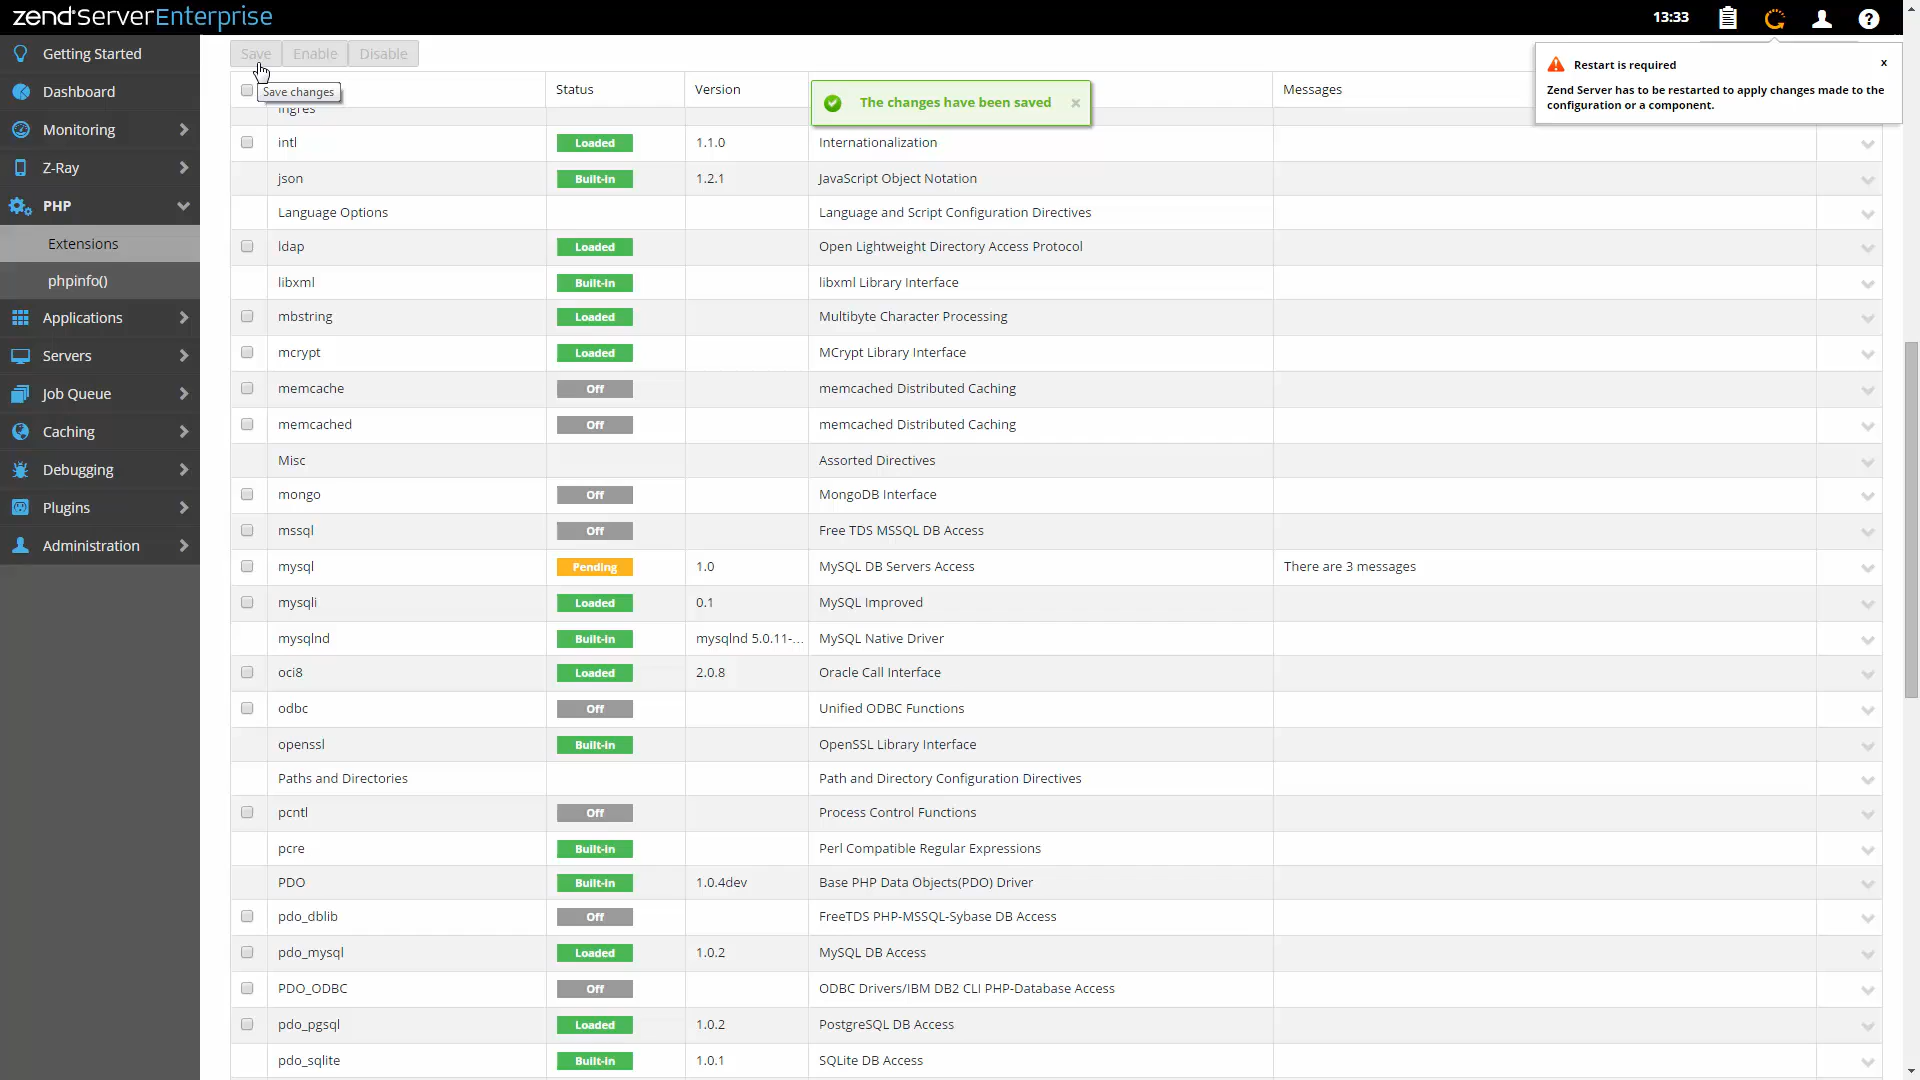 zend Server Enterprise
13:33
Getting Started
Dashboard
Monitoring
Z-Ray
PHP
Extensions
phpinfo()
Applications
Servers
Job Queue
Caching
Debugging
Plugins
Administration
Save Enable Disable
Save changes
Restart is required x
Zend Server has to be restarted to apply changes made to the
configuration or a component.
The changes have been saved ×
Status Version Messages
ingres
intl Loaded 1.1.0 Internationalization
json Built-in 1.2.1 JavaScript Object Notation
Language Options Language and Script Configuration Directives
ldap Loaded Open Lightweight Directory Access Protocol
libxml Built-in libxml Library Interface
mbstring Loaded Multibyte Character Processing
mcrypt Loaded MCrypt Library Interface
memcache Off memcached Distributed Caching
memcached Off memcached Distributed Caching
Misc Assorted Directives
mongo Off MongoDB Interface
mssql Off Free TDS MSSQL DB Access
mysql Pending 1.0 MySQL DB Servers Access There are 3 messages
mysqli Loaded 0.1 MySQL Improved
mysqlnd Built-in mysqlnd 5.0.11-... MySQL Native Driver
oci8 Loaded 2.0.8 Oracle Call Interface
odbc Off Unified ODBC Functions
openssl Built-in OpenSSL Library Interface
Paths and Directories Path and Directory Configuration Directives
pcntl Off Process Control Functions
pcre Built-in Perl Compatible Regular Expressions
PDO Built-in 1.0.4dev Base PHP Data Objects(PDO) Driver
pdo_dblib Off FreeTDS PHP-MSSQL-Sybase DB Access
pdo_mysql Loaded 1.0.2 MySQL DB Access
PDO_ODBC Off ODBC Drivers/IBM DB2 CLI PHP-Database Access
pdo_pgsql Loaded 1.0.2 PostgreSQL DB Access
pdo_sqlite Built-in 1.0.1 SQLite DB Access